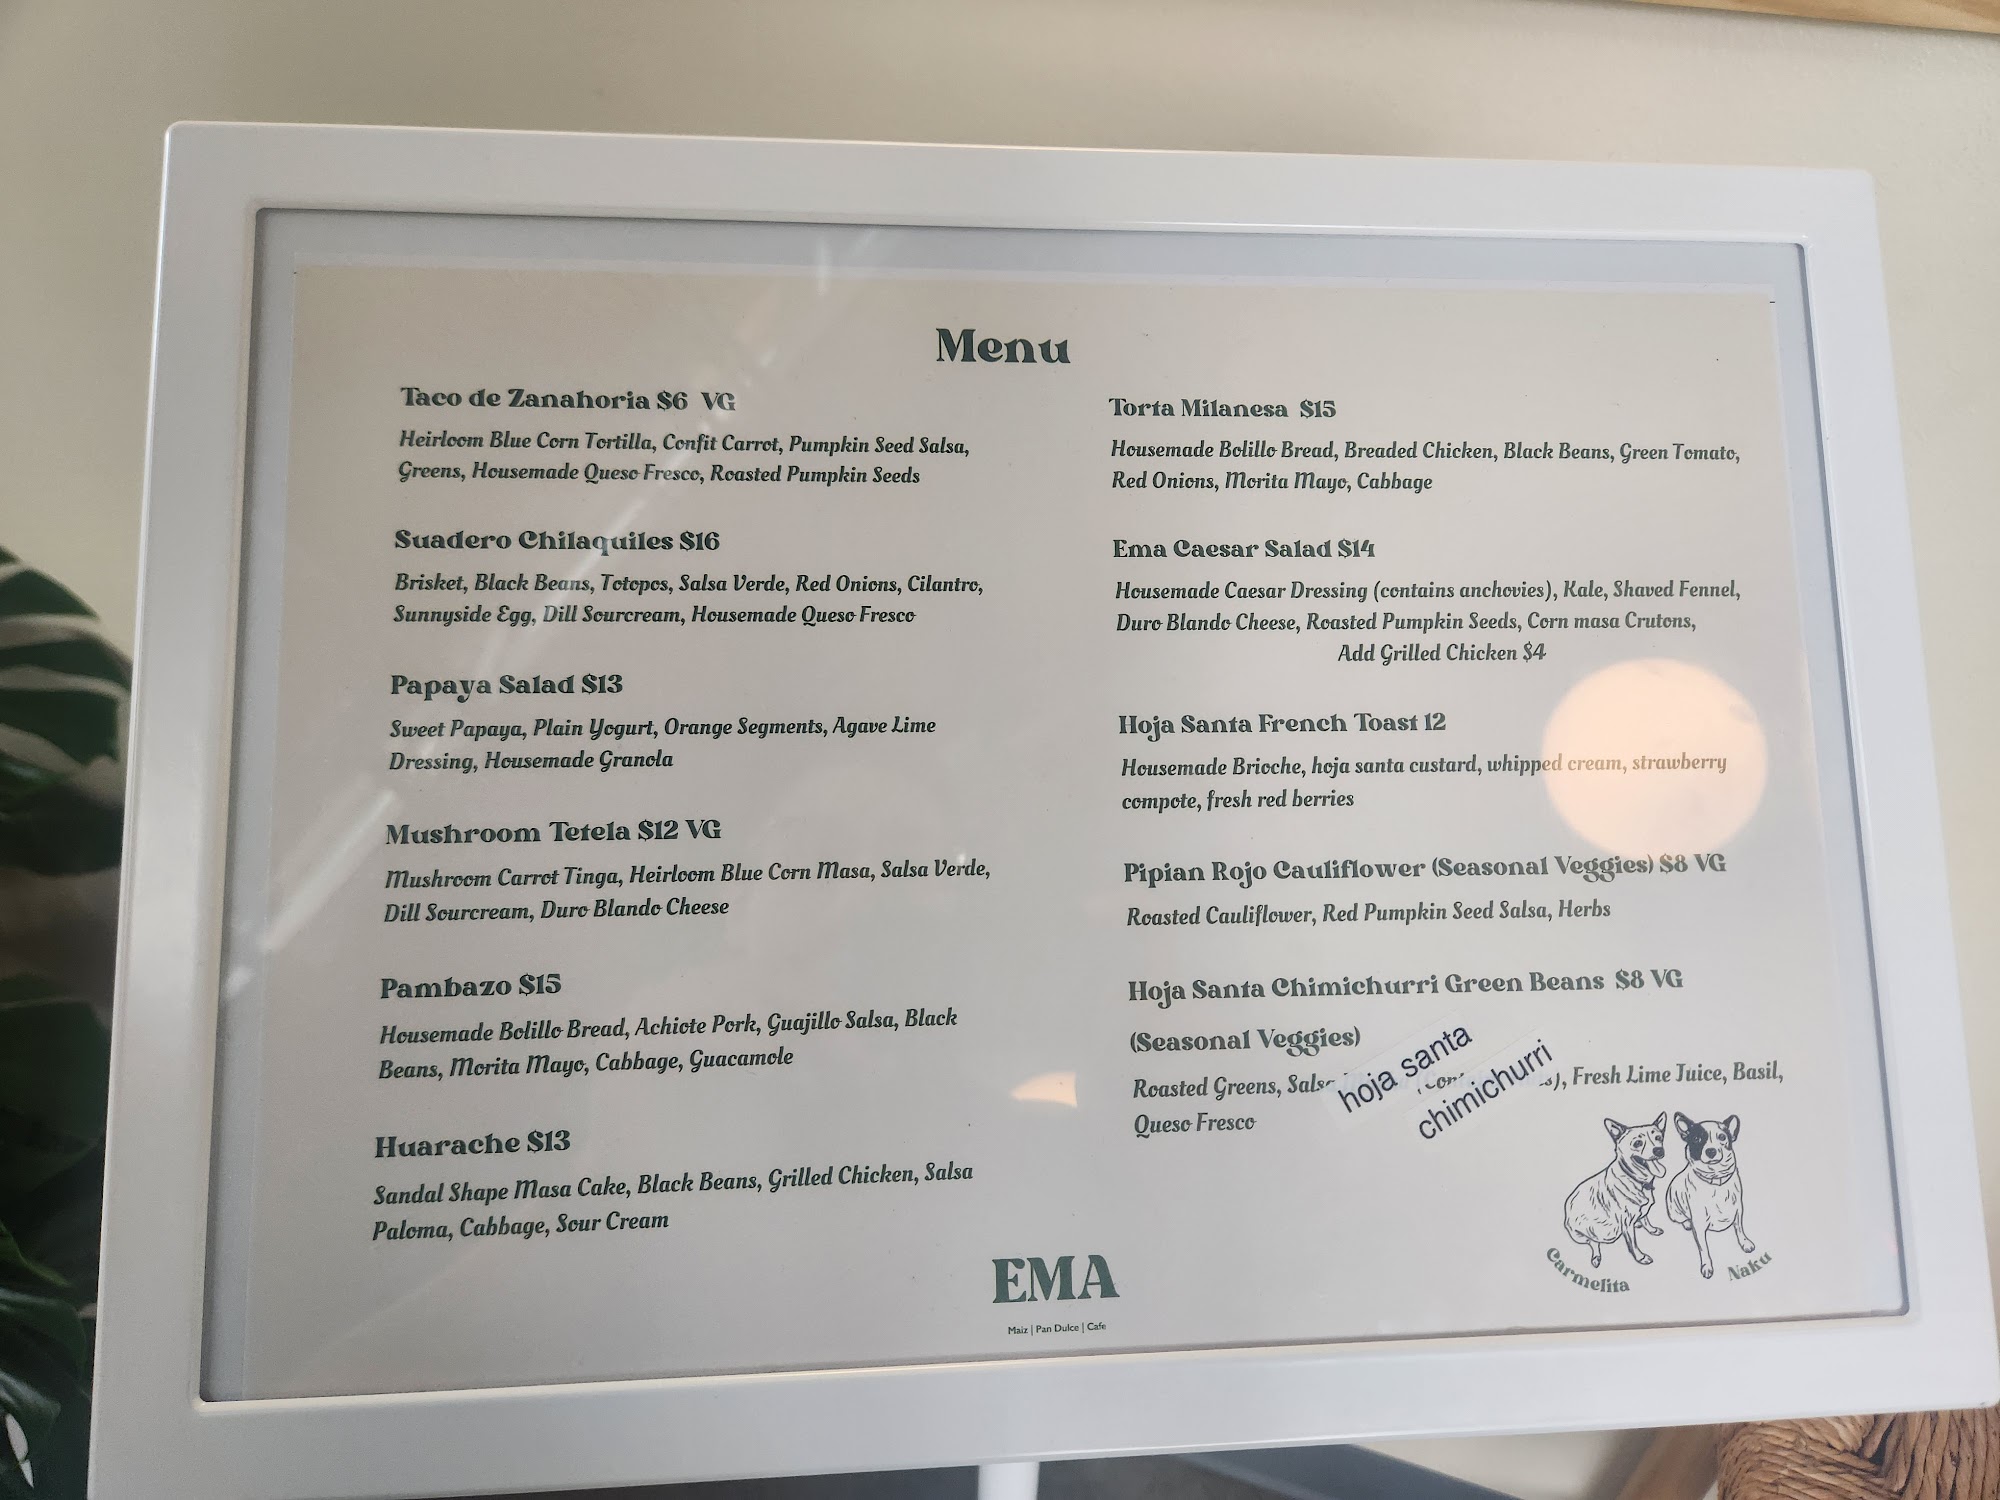 Menu
Taco de Zanahoria $6 VG
Heirloom Blue Corn Tortilla, Confit Carrot, Pumpkin Seed Salsa,
Greens, Housemade Queso Fresco, Roasted Pumpkin Seeds
Suadero Chilaquiles $16
Brisket, Black Beans, Totopos, Salsa Verde, Red Onions, Cilantro,
Sunnyside Egg, Dill Sourcream, Housemade Queso Fresco
Papaya Salad $13
Sweet Papaya, Plain Yogurt, Orange Segments, Agave Lime
Dressing, Housemade Granola
Mushroom Tetela $12 VG
Mushroom Carrot Tinga, Heirloom Blue Corn Masa, Salsa Verde,
Dill Sourcream, Duro Blando Cheese
Pambazo $15
Housemade Bolillo Bread, Achiote Pork, Guajillo Salsa, Black
Beans, Morita Mayo, Cabbage, Guacamole
Huarache $13
Sandal Shape Masa Cake, Black Beans, Grilled Chicken, Salsa
Paloma, Cabbage, Sour Cream
Torta Milanesa $15
Housemade Bolillo Bread, Breaded Chicken, Black Beans, Green Tomato,
Red Onions, Morita Mayo, Cabbage
Ema Caesar Salad $14
Housemade Caesar Dressing (contains anchovies), Kale, Shaved Fennel,
Duro Blando Cheese, Roasted Pumpkin Seeds, Corn masa Crutons,
Add Grilled Chicken $4
Hoja Santa French Toast 12
Housemade Brioche, hoja santa custard, whipped cream, strawberry
compote, fresh red berries
Pipian Rojo Cauliflower (Seasonal Veggies) $8 VG
Roasted Cauliflower, Red Pumpkin Seed Salsa, Herbs
Hoja Santa Chimichurri Green Beans $8 VG
(Seasonal Veggies)
Roasted Greens, Fresh Lime Juice, Basil,
hoja santa
chimichurri
Queso Fresco
Carmelita
Naku
EMA
Maiz | Pan Dulce | Cafe